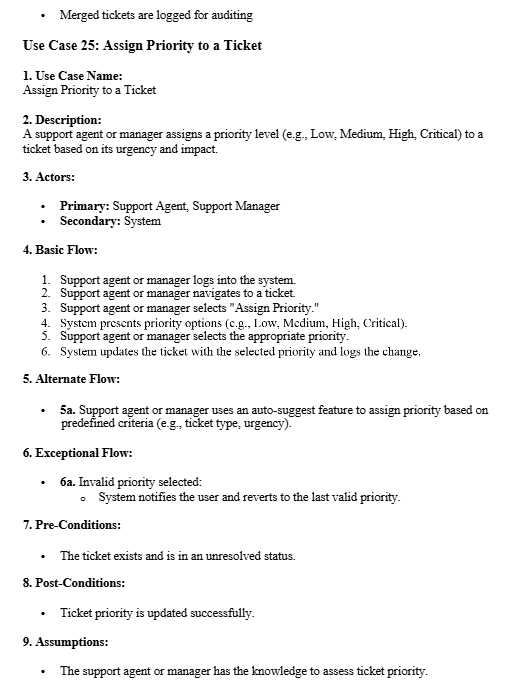 • Merged tickets are logged for auditing
Use Case 25: Assign Priority to a Ticket
1. Use Case Name:
Assign Priority to a Ticket
2. Description:
A support agent or manager assigns a priority level (e.g., Low, Medium, High, Critical) to a
ticket based on its urgency and impact.
3. Actors:
• Primary: Support Agent, Support Manager
• Secondary: System
4. Basic Flow:
1. Support agent or manager logs into the system.
2. Support agent or manager navigates to a ticket.
3. Support agent or manager selects "Assign Priority."
4. System presents priority options (e.g., Low, Medium, High, Critical).
5. Support agent or manager selects the appropriate priority.
6. System updates the ticket with the selected priority and logs the change.
5. Alternate Flow:
• 5a. Support agent or manager uses an auto-suggest feature to assign priority based on
predefined criteria (e.g., ticket type, urgency).
6. Exceptional Flow:
• 6a. Invalid priority selected:
o System notifies the user and reverts to the last valid priority.
7. Pre-Conditions:
• The ticket exists and is in an unresolved status.
8. Post-Conditions:
• Ticket priority is updated successfully.
9. Assumptions:
• The support agent or manager has the knowledge to assess ticket priority.